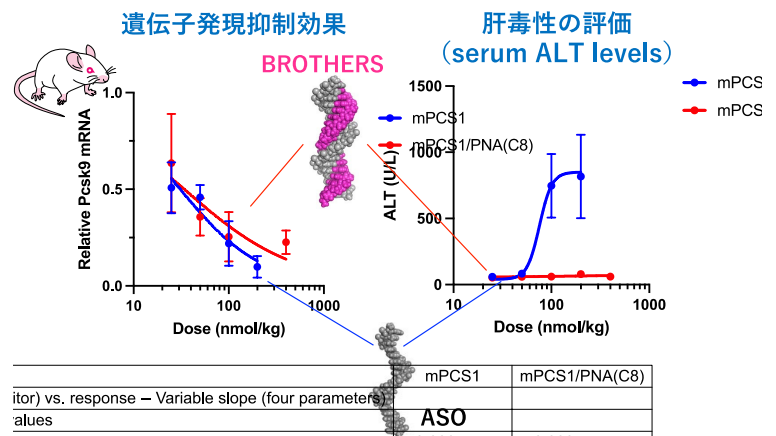 遺伝子発現抑制効果
肝毒性の評価
(serum ALT levels)
BROTHERS
Relative Pcsk9 mRNA
1.0
0.5
0.0
10
100
1000
Dose (nmol/kg)
mPCS1
mPCS1/PNA(C8)
ALT (U/L)
1500
1000
500
0
10
100
1000
Dose (nmol/kg)
mPCS
mPCS
mPCS1
mPCS1/PNA(C8)
itor) vs. response – Variable slope (four parameters)
values
ASO